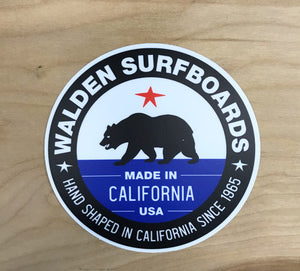 WALDEN SURFBOARDS
MADE IN
CALIFORNIA
USA
HAND SHAPED IN CALIFORNIA SINCE 1965